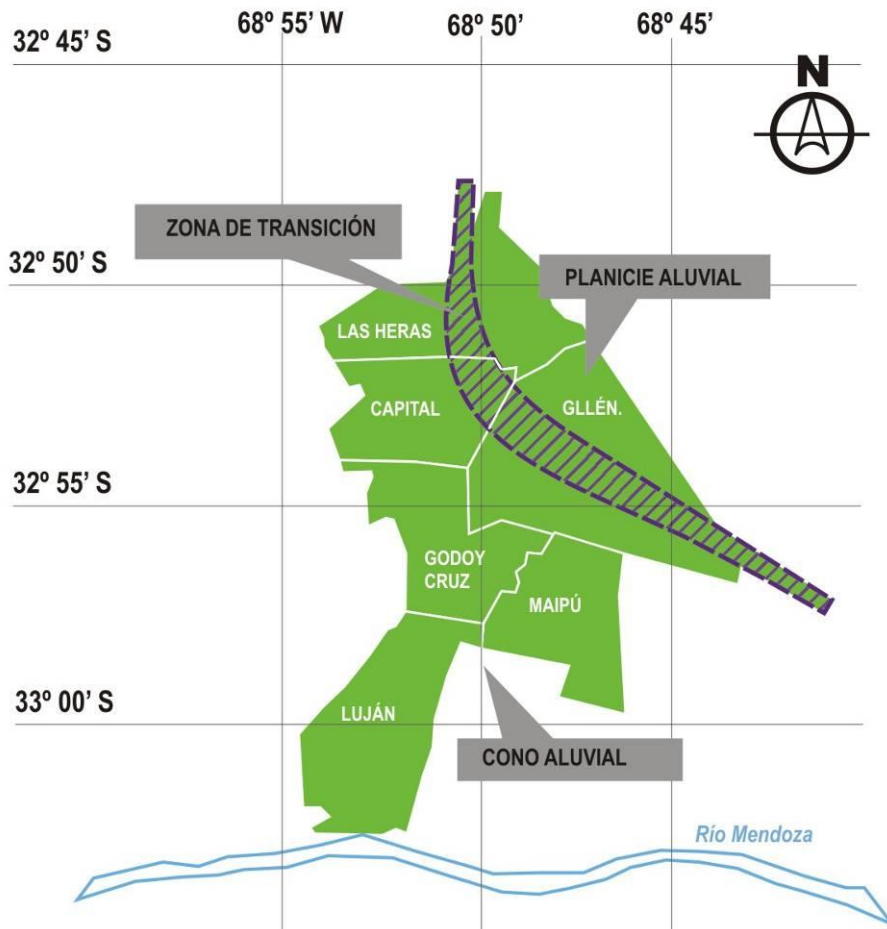 68º 55’ W
68º 50’
68º 45’
32º 45’ S
N
ZONA DE TRANSICIÓN
32º 50’ S
PLANICIE ALUVIAL
LAS HERAS
CAPITAL
GLLÉN.
32º 55’ S
GODOY
CRUZ
MAIPÚ
33º 00’ S
LUJÁN
CONO ALUVIAL
Río Mendoza